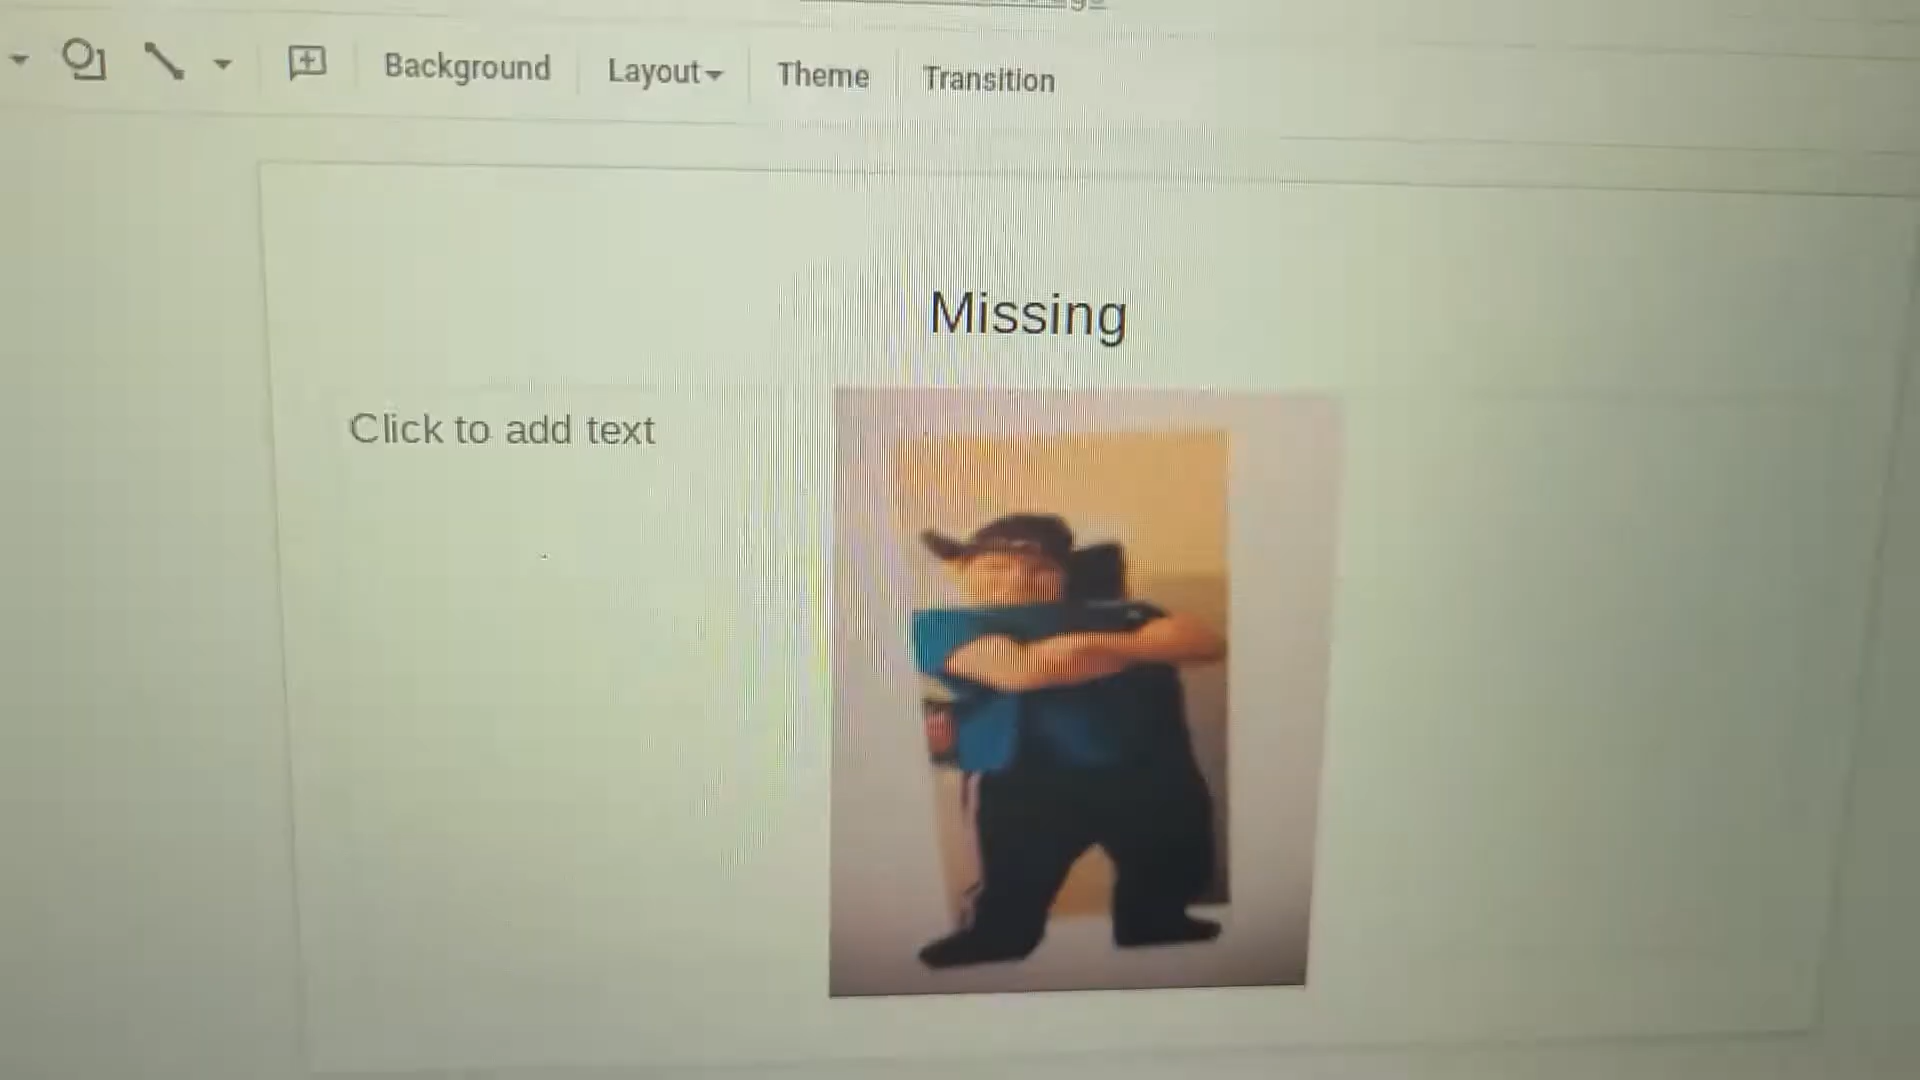 Background Layout Theme Transition
Missing
Click to add text